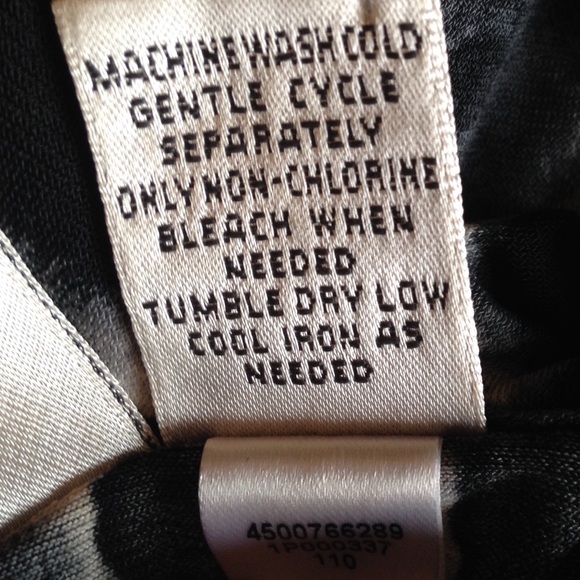 MACHINE WASH COLD
GENTLE CYCLE
SEPARATELY
ONLY NON-CHLORINE
BLEACH WHEN
NEEDED
TUMBLE DRY LOW
COOL IRON AS
NEEDED
4500766289
1P000337
110